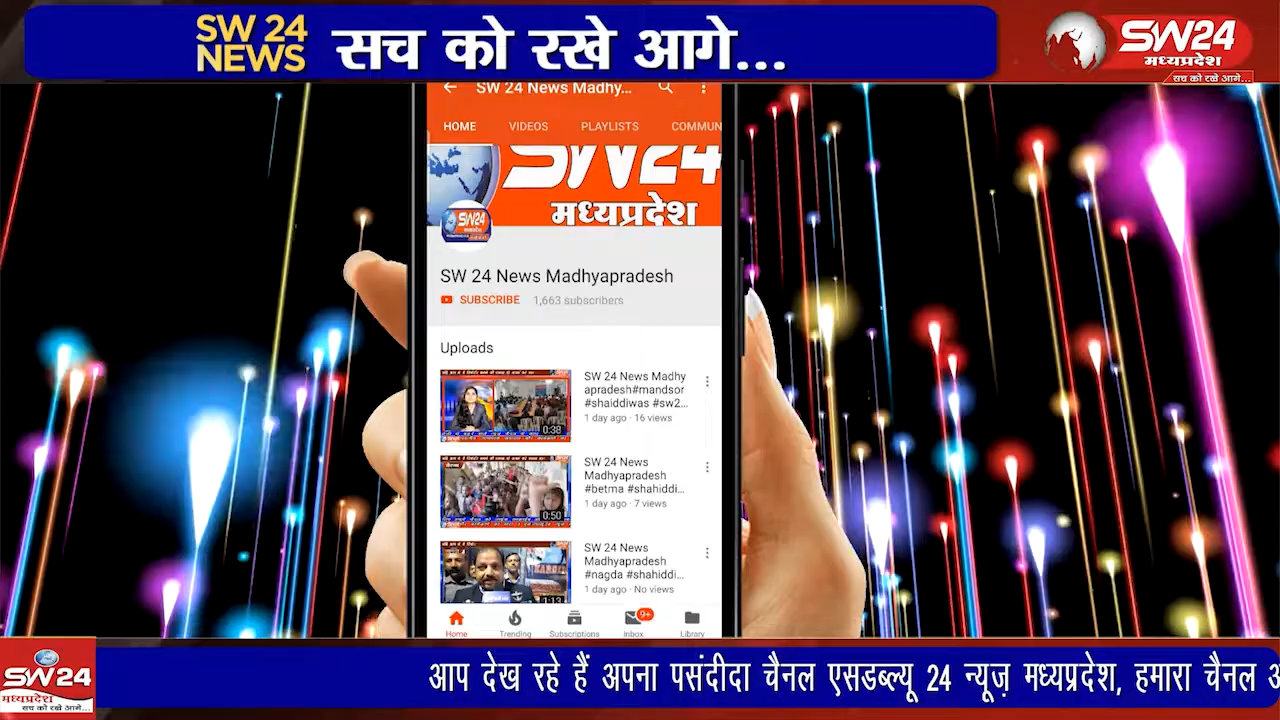 SW 24
NEWS
सच को रखे आगे...
SW24
मध्यप्रदेश
सच को रखे आगे...
SW 24 News Madhy...
HOME VIDEOS PLAYLISTS COMMUN
SW24
मध्यप्रदेश
SW24
SW 24 News Madhyapradesh
SUBSCRIBE 1,663 subscribers
Uploads
SW 24 News Madhy
apradesh#mandsor
#shaiddiwas #sw2...
1 day ago · 16 views
0:38
SW 24 News
Madhyapradesh
#betma #shahiddi...
1 day ago · 7 views
0:50
SW 24 News
Madhyapradesh
#nagda #shahiddi...
1 day ago · No views
1:13
9+
Home Trending Subscriptions Inbox Library
SW24
मध्यप्रदेश
सच को रखे आगे...
आप देख रहे हैं अपना पसंदीदा चैनल एसडब्ल्यू 24 न्यूज़ मध्यप्रदेश, हमारा चैनल